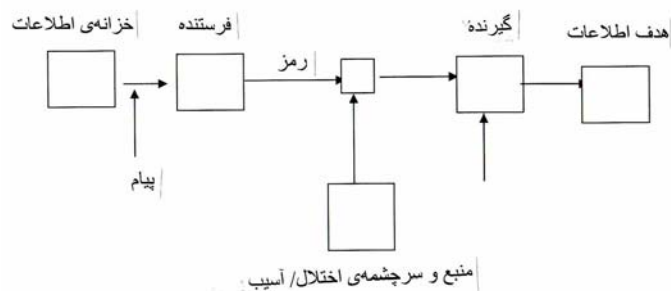 خزانه‌ی اطلاعات
فرستنده
رمز
گیرنده
هدف اطلاعات
پیام
منبع و سرچشمه‌ی اختلال/ آسیب